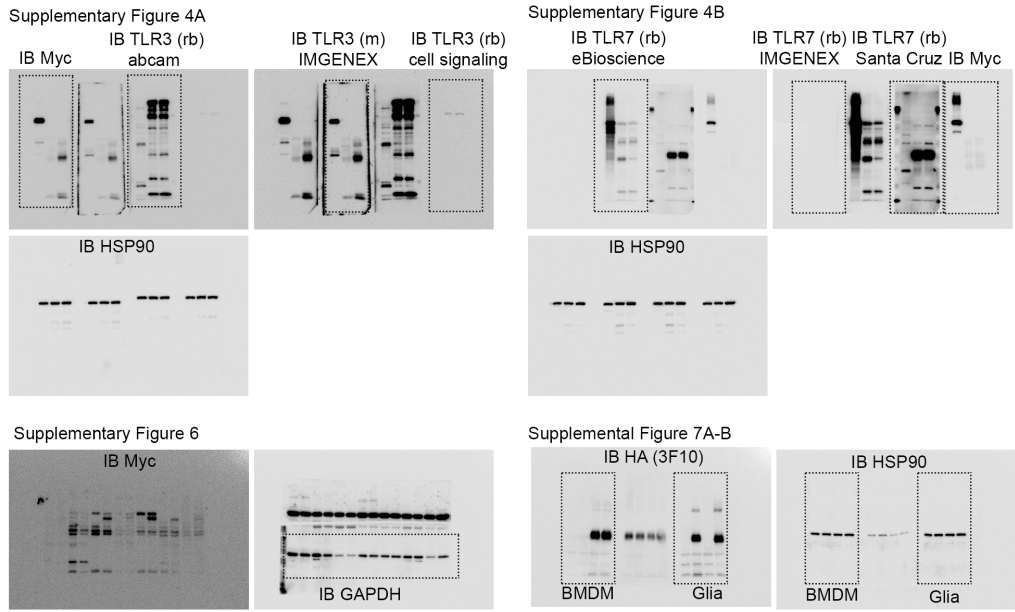 Supplementary Figure 4A
IB Myc
IB TLR3 (rb)
abcam
IB TLR3 (m)
IMGENEX
IB TLR3 (rb)
cell signaling
IB HSP90
Supplementary Figure 4B
IB TLR7 (rb)
eBioscience
IB TLR7 (rb)
IMGENEX
IB TLR7 (rb)
Santa Cruz
IB Myc
IB HSP90
Supplementary Figure 6
IB Myc
IB GAPDH
Supplemental Figure 7A-B
IB HA (3F10)
BMDM
Glia
IB HSP90
BMDM
Glia